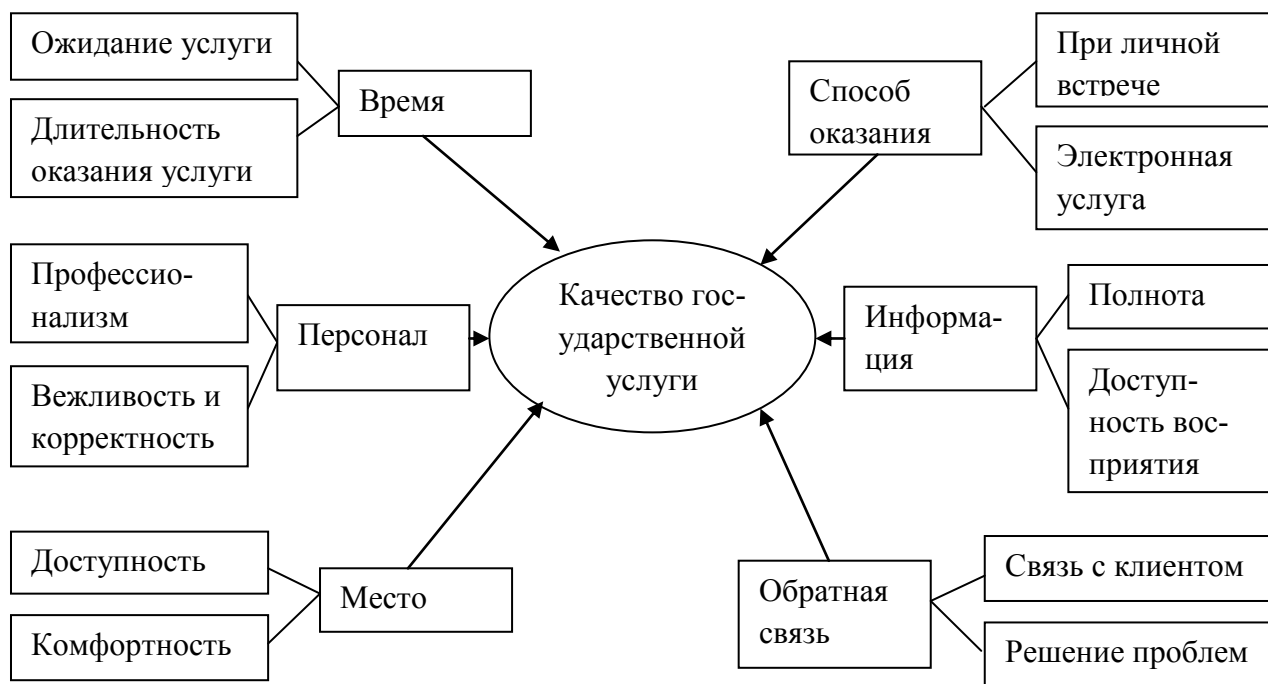 Ожидание услуги
Длительность
оказания услуги
Время
Способ
оказания
При личной
встрече
Электронная
услуга
Профессио-
нализм
Вежливость и
корректность
Персонал
Качество гос-
ударственной
услуги
Информа-
ция
Полнота
Доступ-
ность вос-
приятия
Доступность
Комфортность
Место
Обратная
связь
Связь с клиентом
Решение проблем